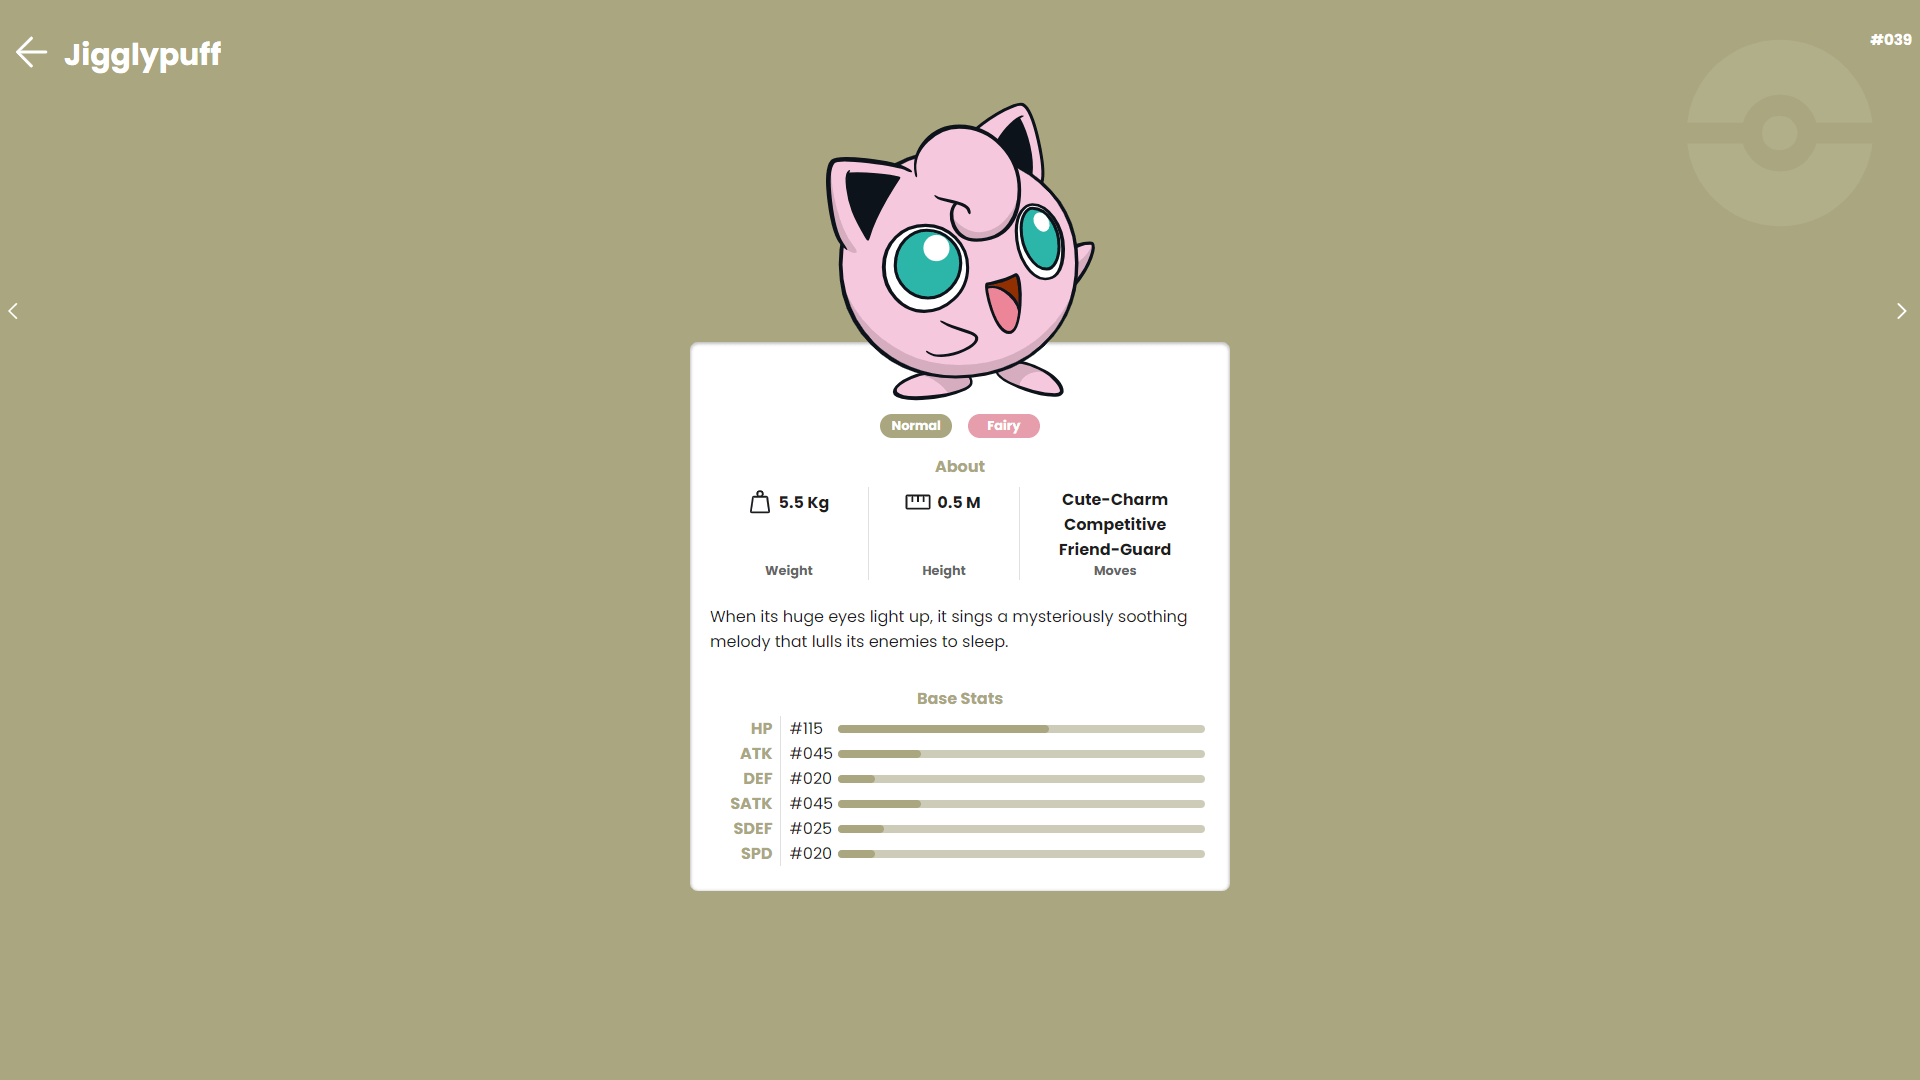 Jigglypuff
#039
Normal Fairy
About
5.5 Kg
Weight
0.5 M
Height
Cute-Charm
Competitive
Friend-Guard
Moves
When its huge eyes light up, it sings a mysteriously soothing
melody that lulls its enemies to sleep.
Base Stats
HP #115
ATK #045
DEF #020
SATK #045
SDEF #025
SPD #020